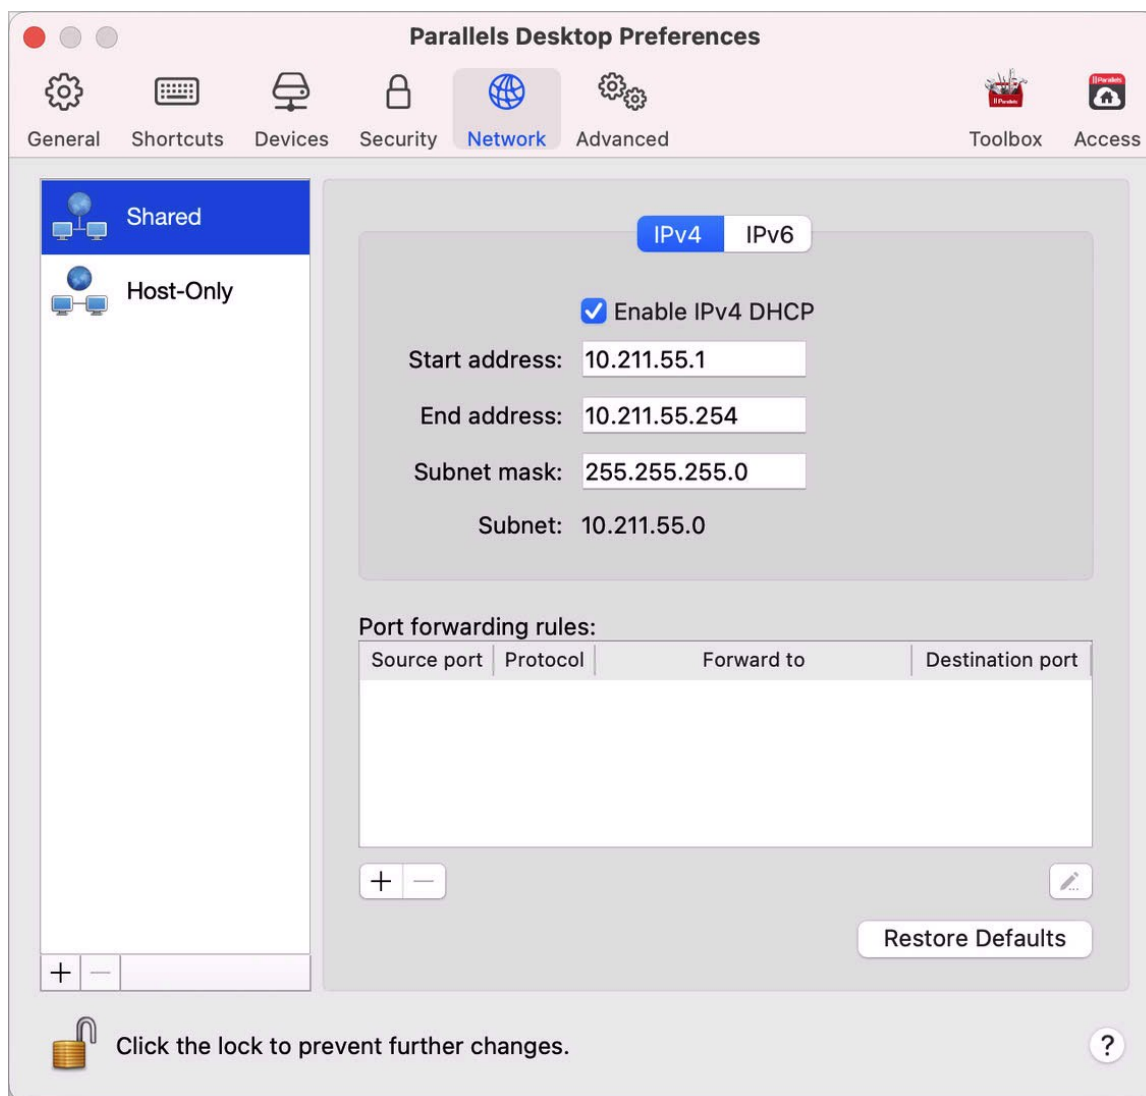 Parallels Desktop Preferences
General Shortcuts Devices Security Network Advanced Toolbox Access
Shared
Host-Only
IPv4 IPv6
Enable IPv4 DHCP
Start address: 10.211.55.1
End address: 10.211.55.254
Subnet mask: 255.255.255.0
Subnet: 10.211.55.0
Port forwarding rules:
Source port Protocol Forward to Destination port
Restore Defaults
Click the lock to prevent further changes.
?